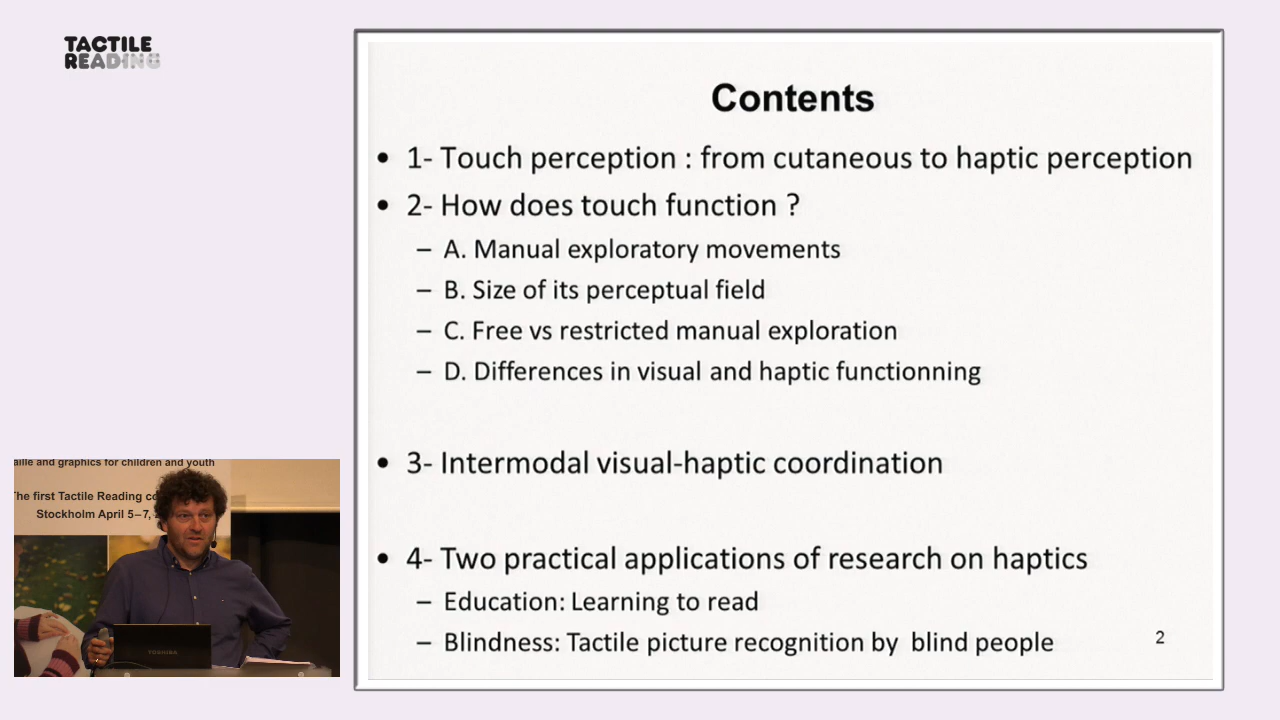 TACTILE
READING
Contents
• 1- Touch perception : from cutaneous to haptic perception
• 2- How does touch function ?
– A. Manual exploratory movements
– B. Size of its perceptual field
– C. Free vs restricted manual exploration
– D. Differences in visual and haptic functionning
• 3- Intermodal visual-haptic coordination
• 4- Two practical applications of research on haptics
– Education: Learning to read
– Blindness: Tactile picture recognition by blind people
2
and graphics for children and youth
first Tactile Reading
Stockholm April 5–7,
TOSHIBA